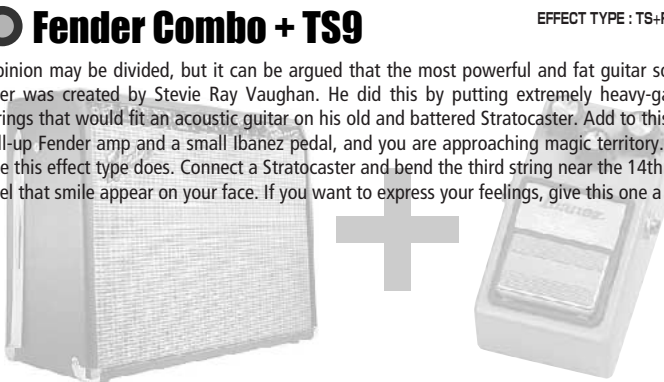 Fender Combo + TS9
EFFECT TYPE : TS+F
pinion may be divided, but it can be argued that the most powerful and fat guitar so
er was created by Stevie Ray Vaughan. He did this by putting extremely heavy-ga
rings that would fit an acoustic guitar on his old and battered Stratocaster. Add to this
ll-up Fender amp and a small Ibanez pedal, and you are approaching magic territory.
e this effect type does. Connect a Stratocaster and bend the third string near the 14th
el that smile appear on your face. If you want to express your feelings, give this one a